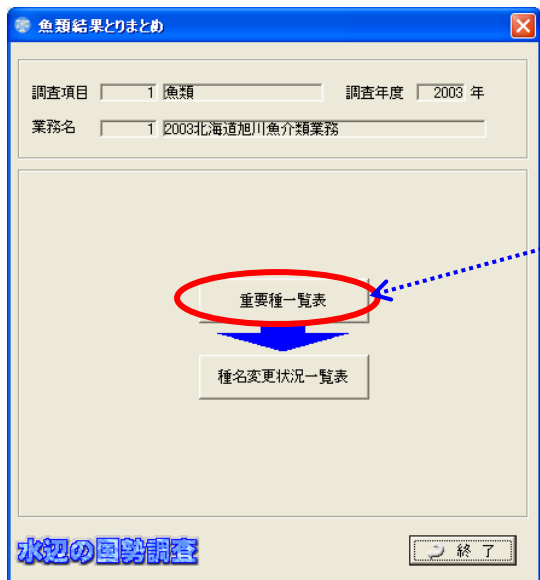 魚類結果とりまとめ
調査項目 1 魚類 調査年度 2003 年
業務名 1 2003北海道旭川魚介類業務
重要種一覧表
種名変更状況一覧表
水辺の国勢調査 終 了